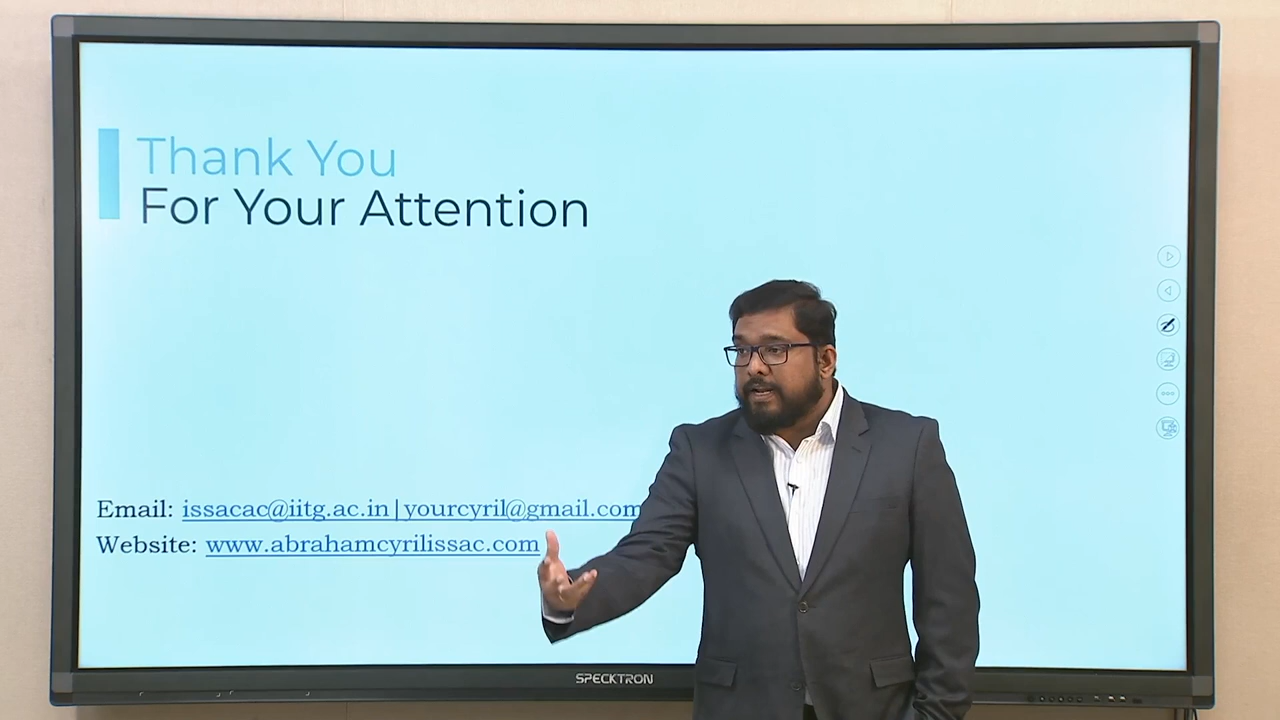 Thank You
For Your Attention
Email: issacac@iitg.ac.in|yourcyril@gmail.com
Website: www.abrahamcyrilissac.com
SPECKTRON